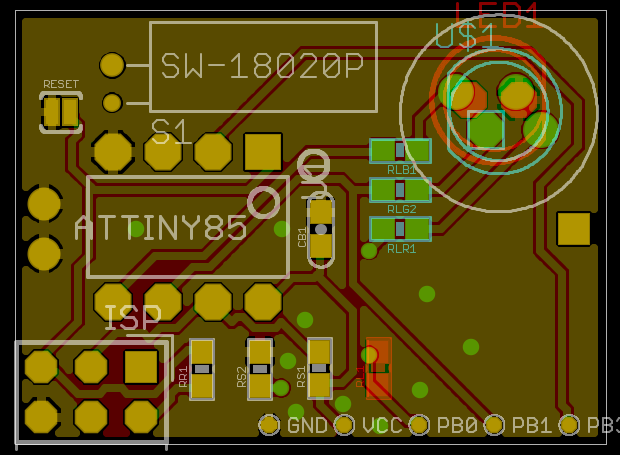 LED1
U$1
SW-18020P
RESET
S1
RLB1
RLG2
ATTINY85
CB1
RLR1
ISP
RR1
RS2
RS1
GND
VCC
PB0
PB1
PB3